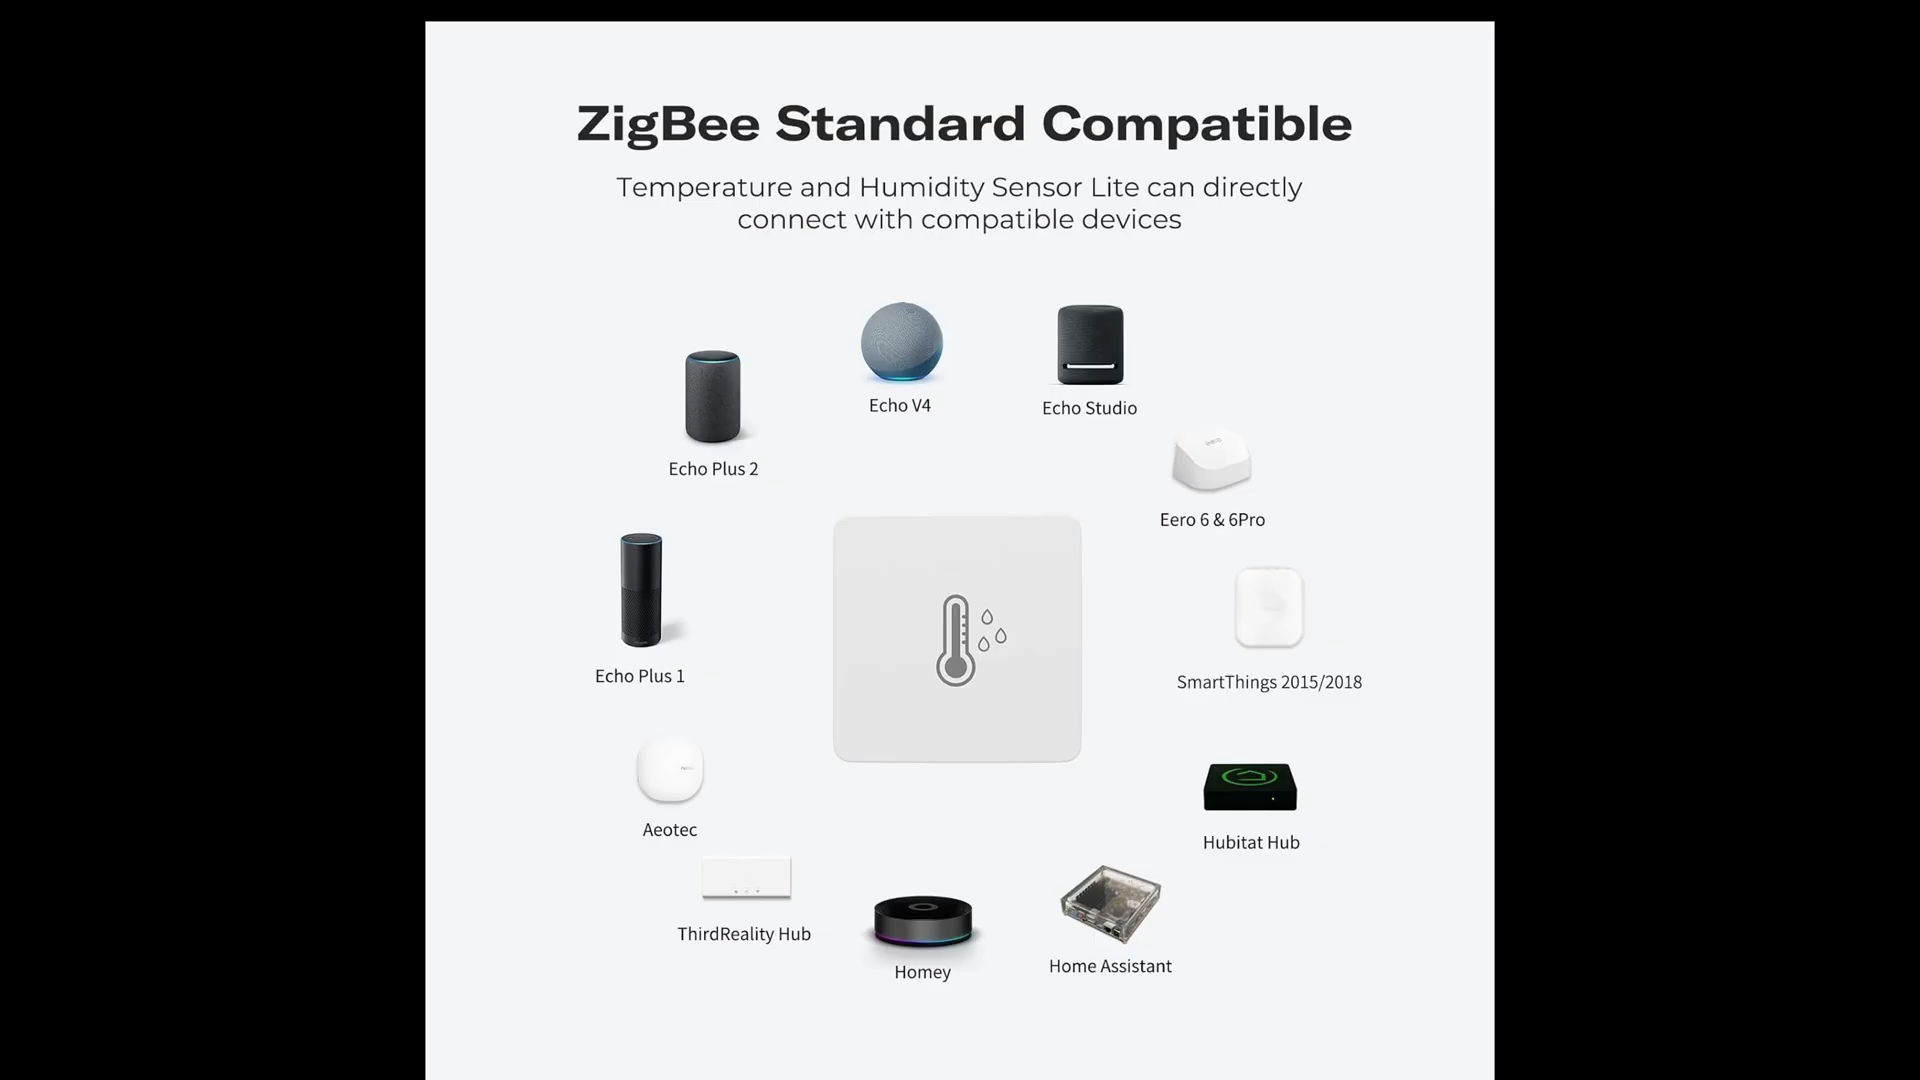 ZigBee Standard Compatible
Temperature and Humidity Sensor Lite can directly
connect with compatible devices
Echo V4
Echo Studio
Echo Plus 2
Eero 6 & 6Pro
Echo Plus 1
SmartThings 2015/2018
Aeotec
Hubitat Hub
ThirdReality Hub
Homey
Home Assistant